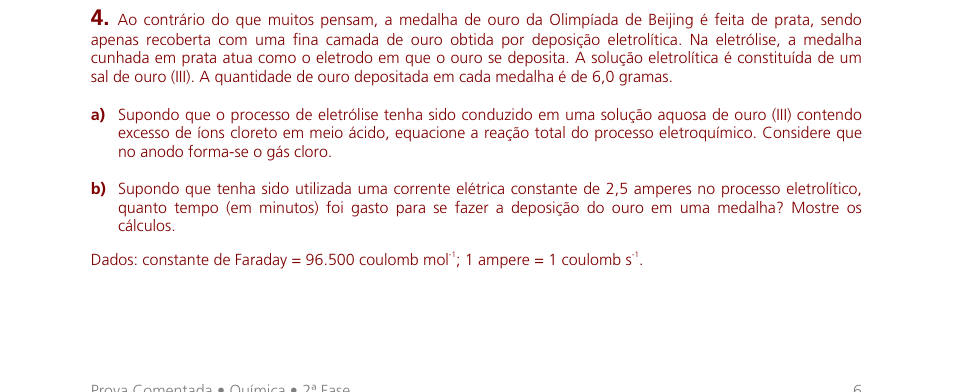 4. Ao contrário do que muitos pensam, a medalha de ouro da Olimpíada de Beijing é feita de prata, sendo
apenas recoberta com uma fina camada de ouro obtida por deposição eletrolítica. Na eletrólise, a medalha
cunhada em prata atua como o eletrodo em que o ouro se deposita. A solução eletrolítica é constituída de um
sal de ouro (III). A quantidade de ouro depositada em cada medalha é de 6,0 gramas.
a) Supondo que o processo de eletrólise tenha sido conduzido em uma solução aquosa de ouro (III) contendo
excesso de íons cloreto em meio ácido, equacione a reação total do processo eletroquímico. Considere que
no anodo forma-se o gás cloro.
b) Supondo que tenha sido utilizada uma corrente elétrica constante de 2,5 amperes no processo eletrolítico,
quanto tempo (em minutos) foi gasto para se fazer a deposição do ouro em uma medalha? Mostre os
cálculos.
Dados: constante de Faraday = 96.500 coulomb mol⁻¹; 1 ampere = 1 coulomb s⁻¹.
Prova Comentada • Química • 2ª Fase 6